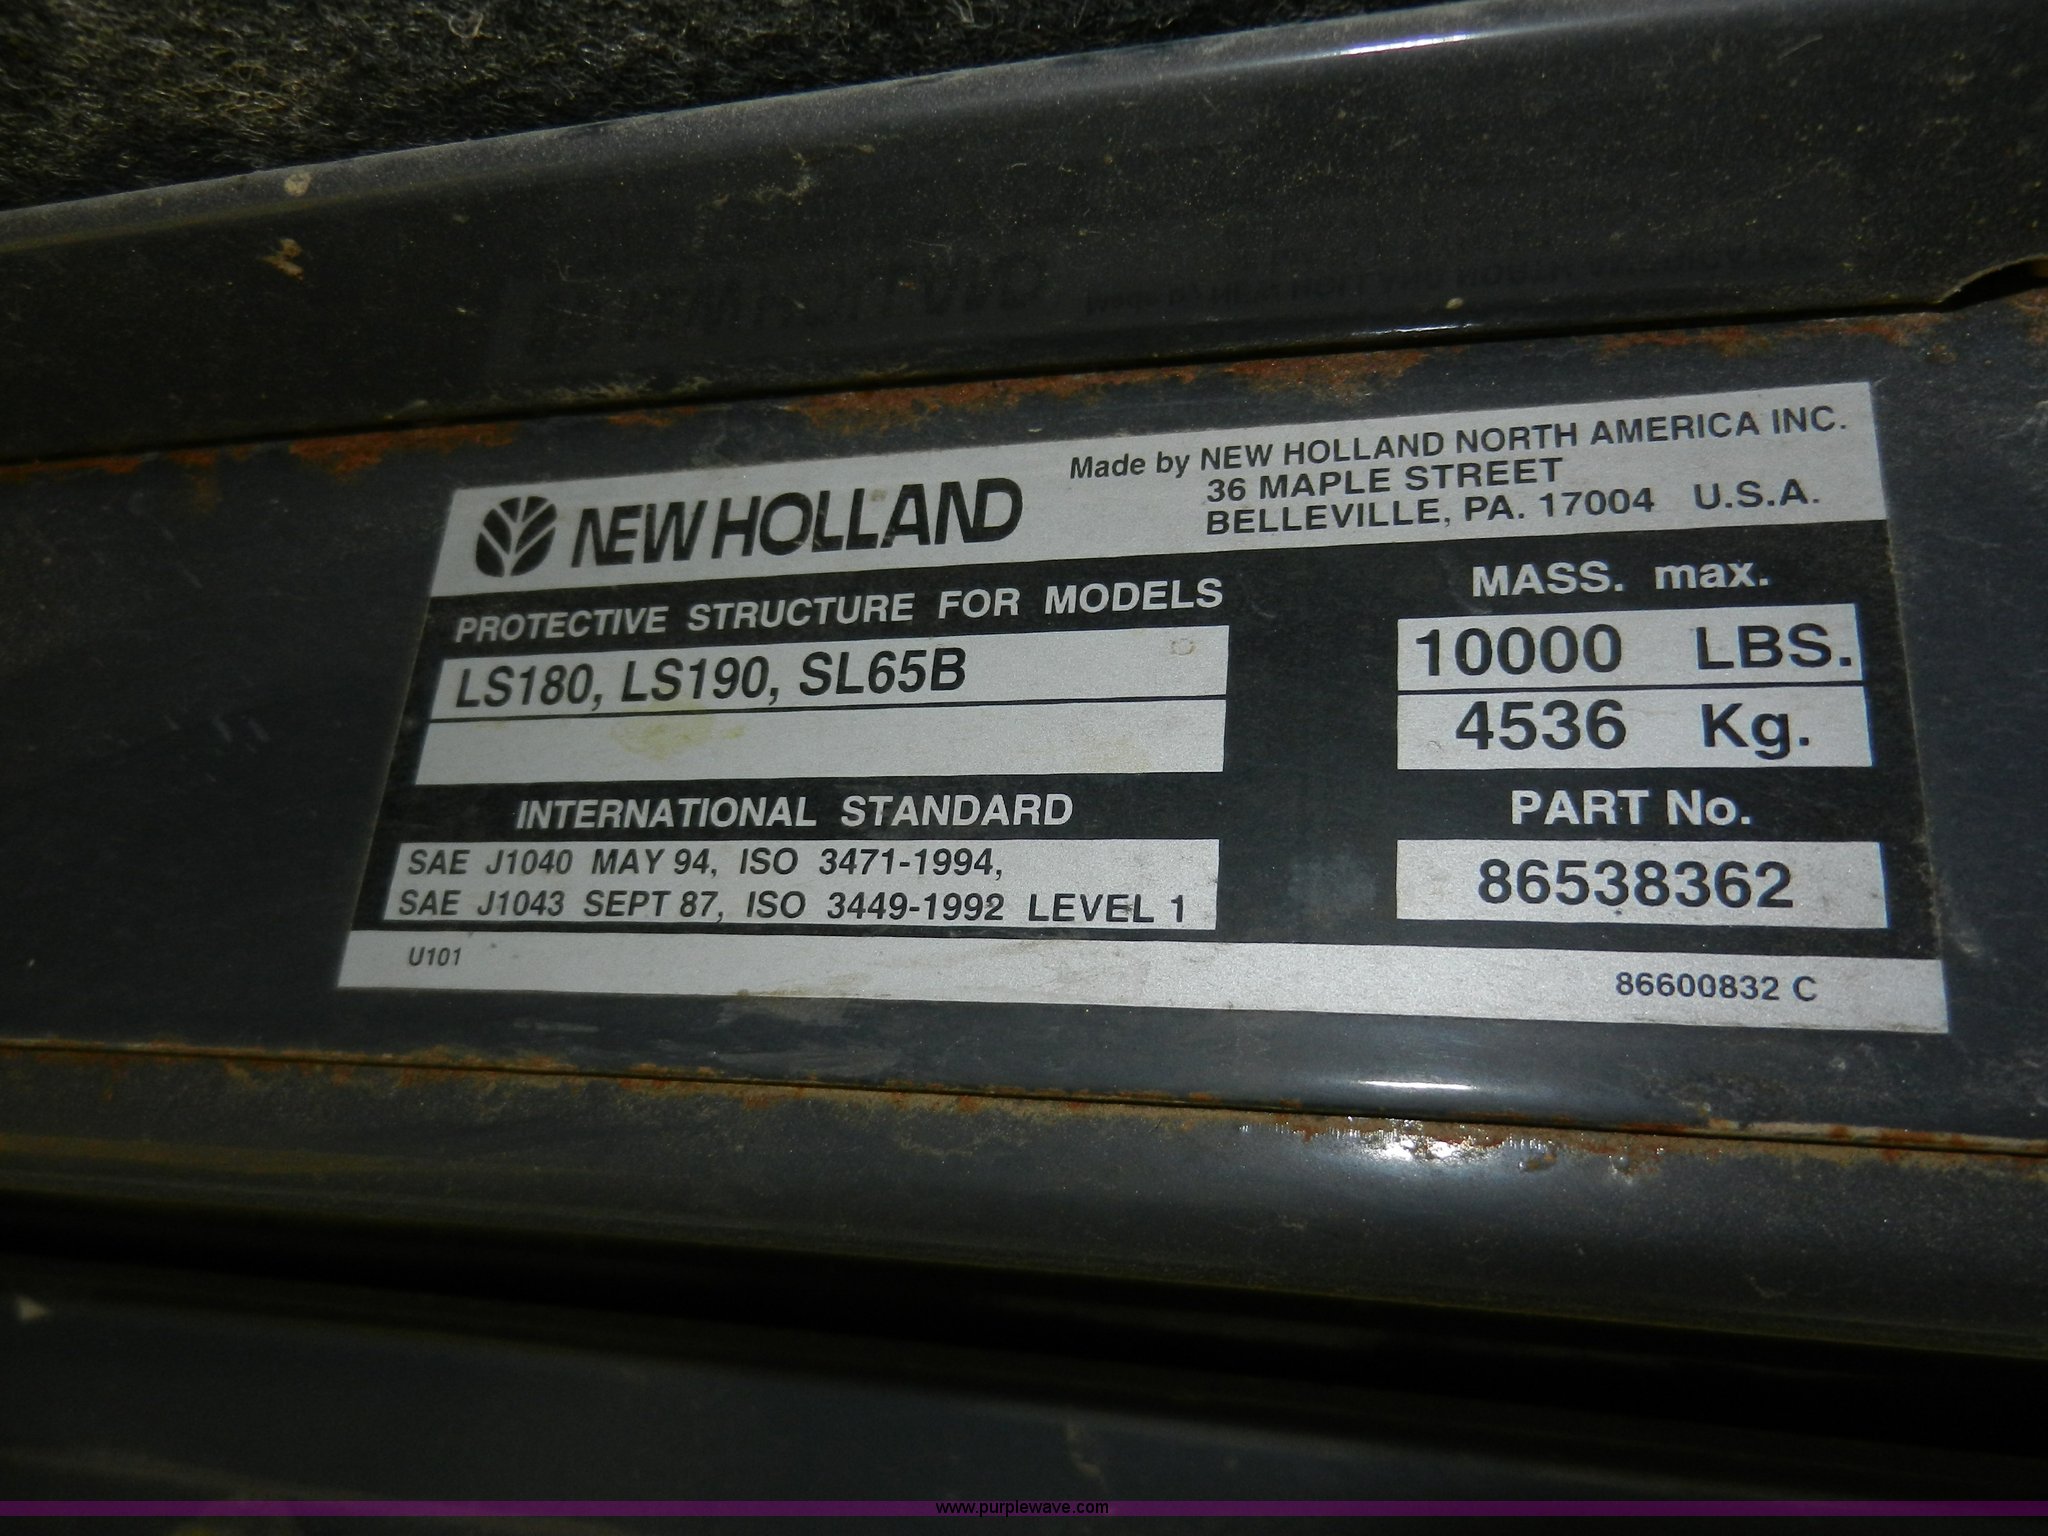 NEW HOLLAND
Made by NEW HOLLAND NORTH AMERICA INC.
36 MAPLE STREET
BELLEVILLE, PA. 17004 U.S.A.
PROTECTIVE STRUCTURE FOR MODELS
LS180, LS190, SL65B
MASS. max.
10000 LBS.
4536 Kg.
INTERNATIONAL STANDARD
SAE J1040 MAY 94, ISO 3471-1994,
SAE J1043 SEPT 87, ISO 3449-1992 LEVEL 1
PART No.
86538362
U101
86600832 C
www.purplewave.com